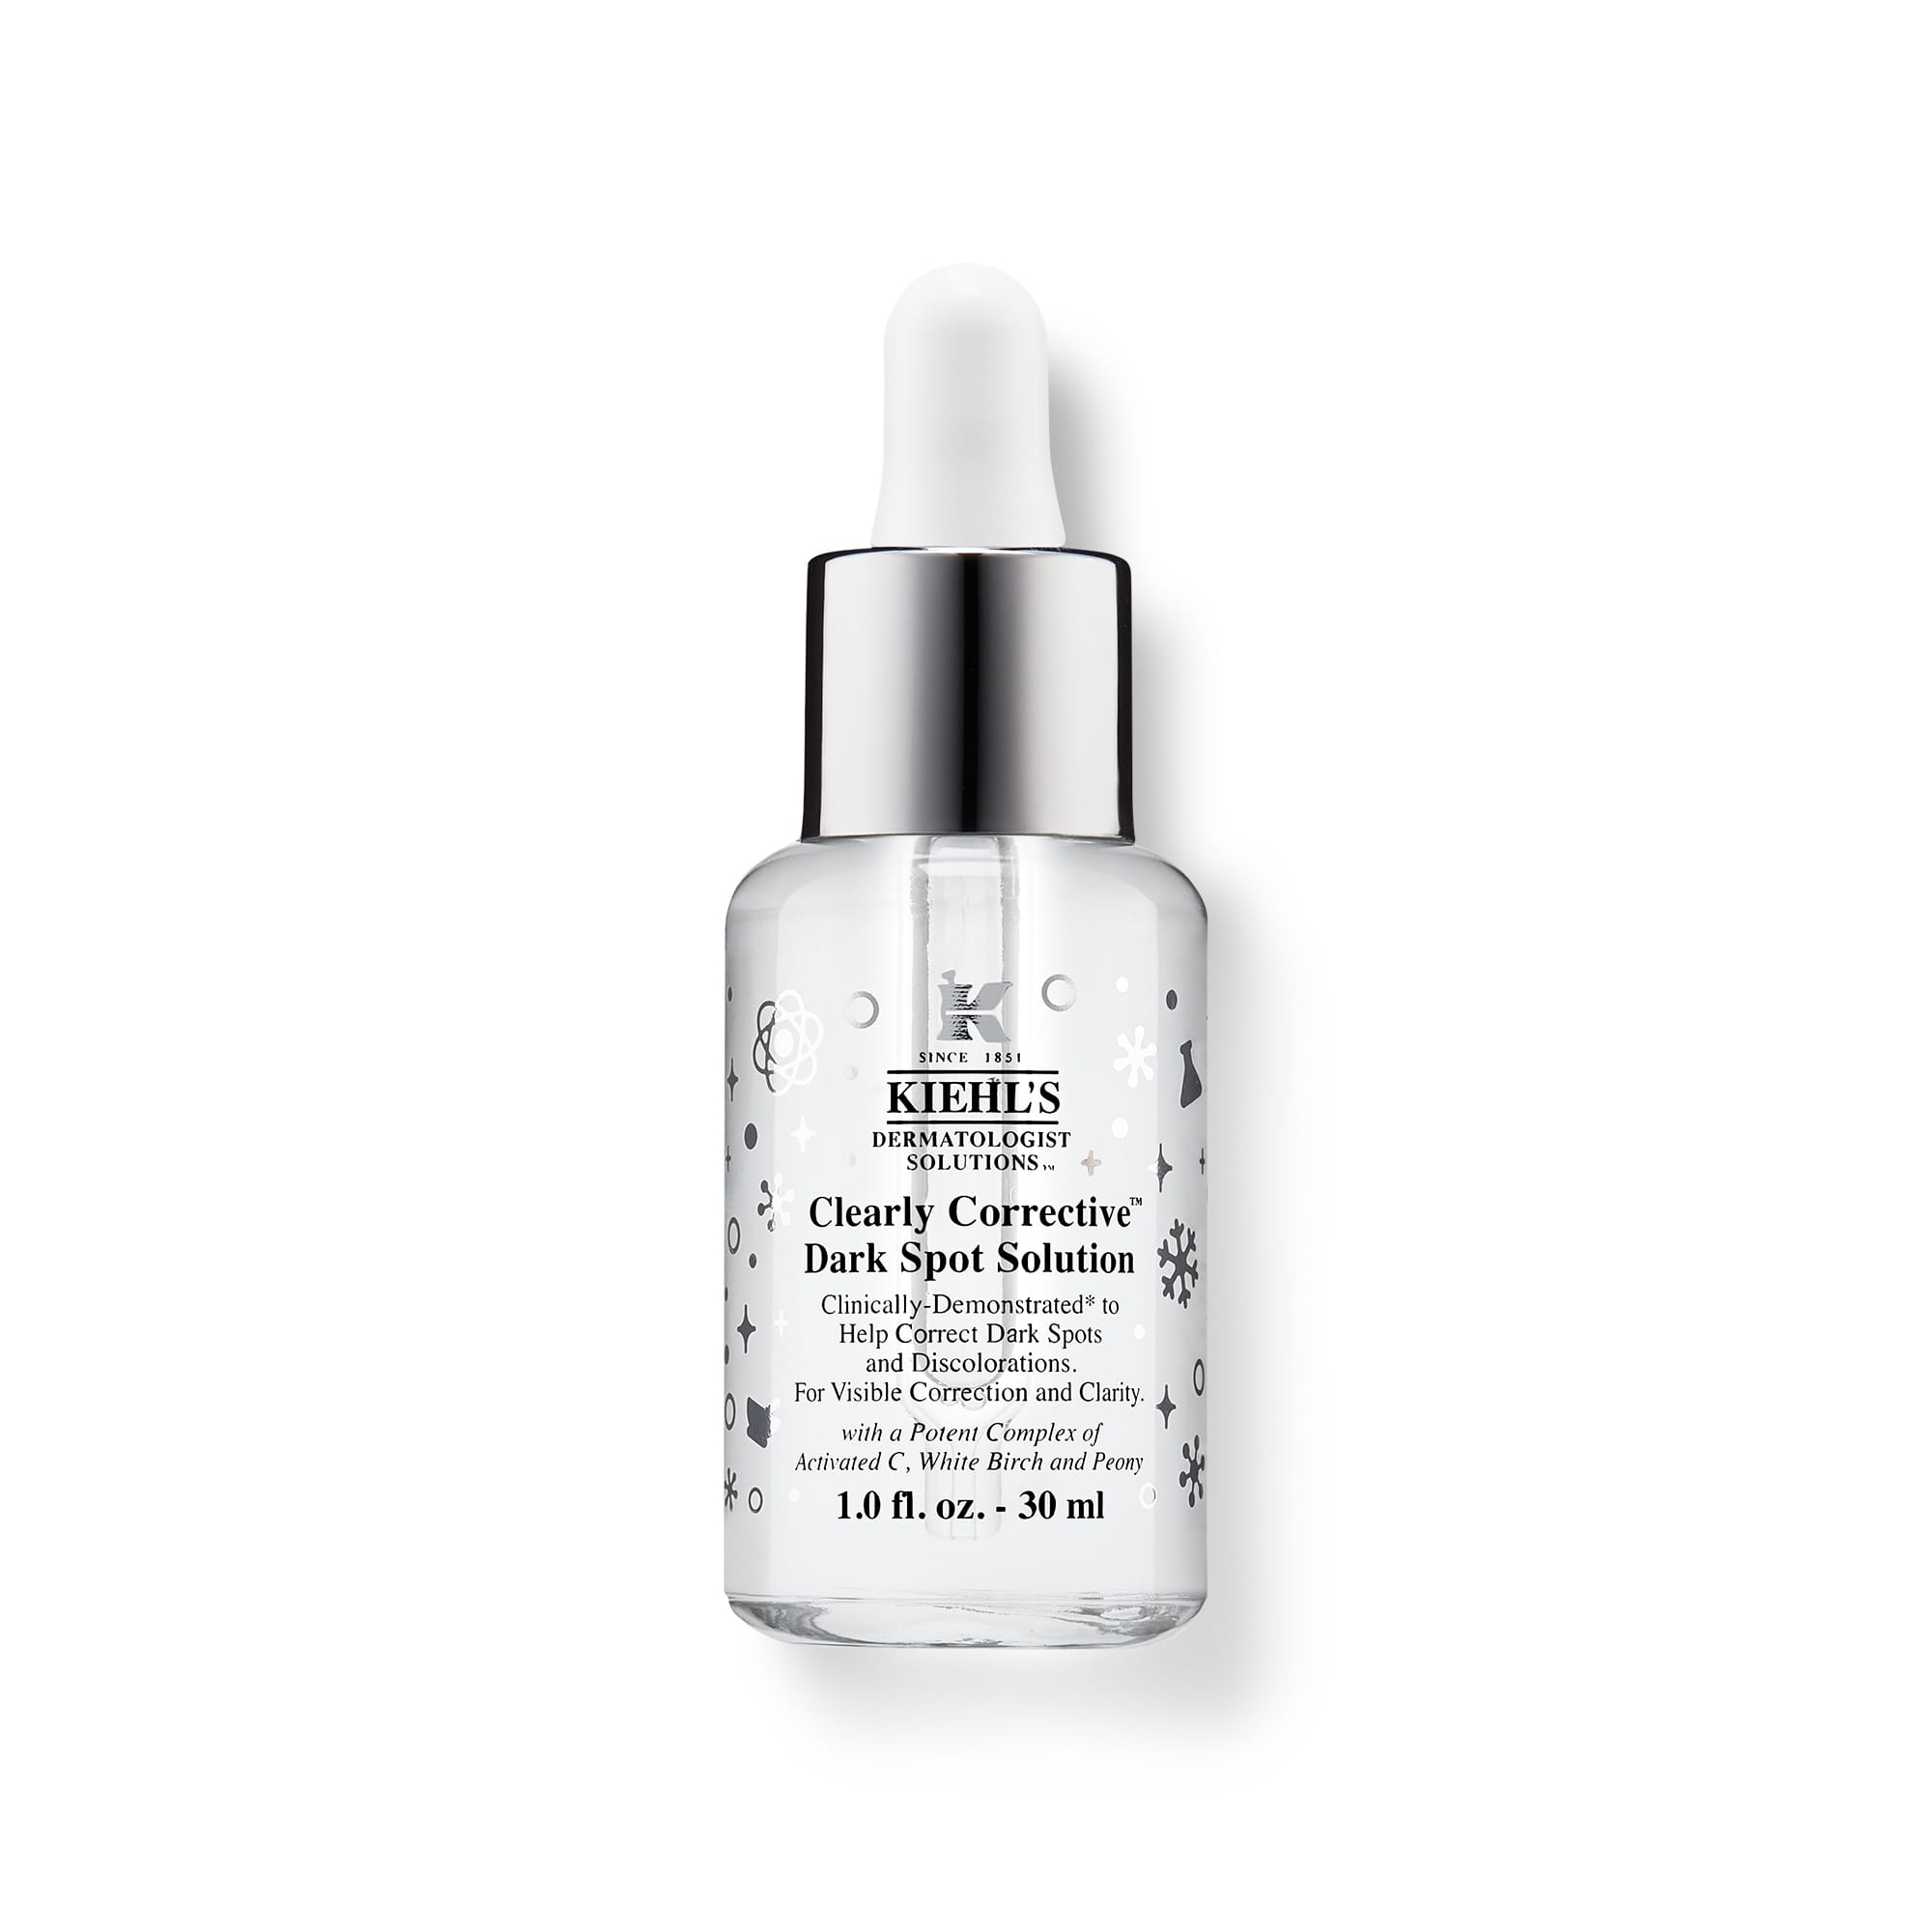 K
SINCE 1851
KIEHL'S
DERMATOLOGIST
SOLUTIONS™
Clearly Corrective™
Dark Spot Solution
Clinically-Demonstrated* to
Help Correct Dark Spots
and Discolorations.
For Visible Correction and Clarity.
with a Potent Complex of
Activated C, White Birch and Peony
1.0 fl. oz. - 30 ml